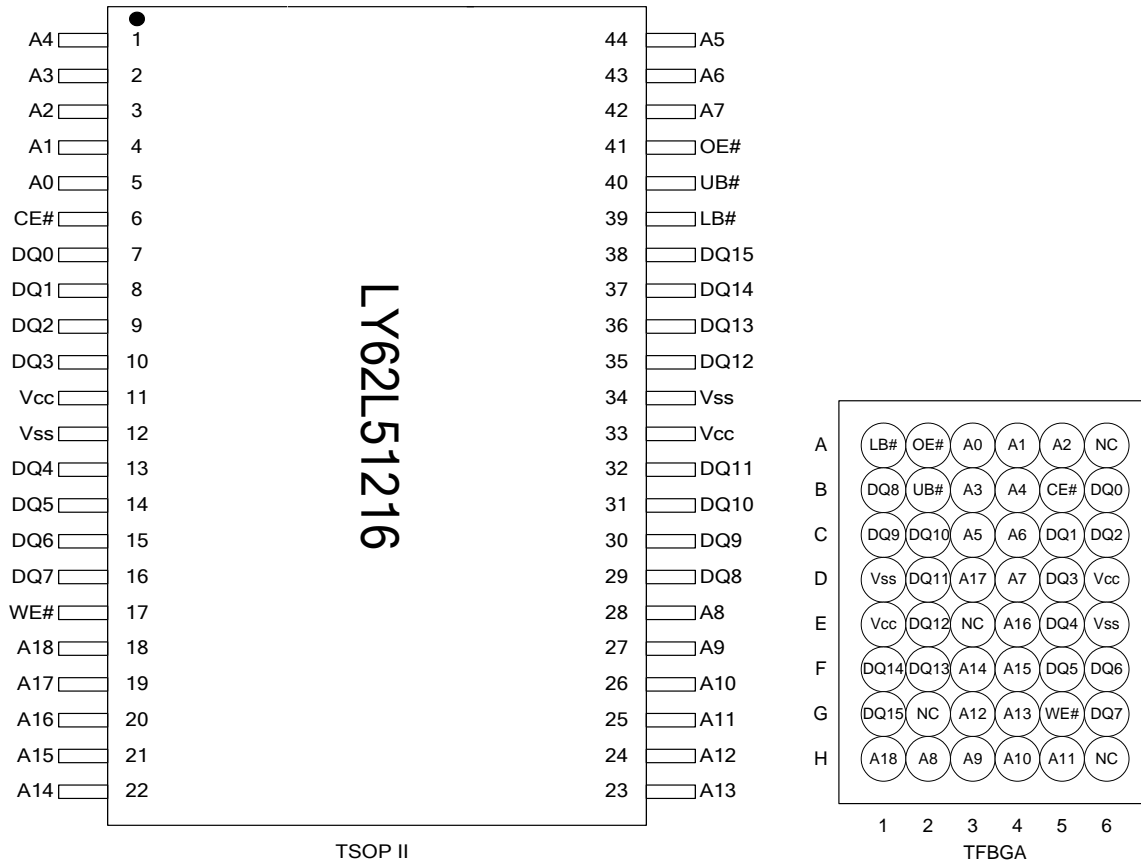 A4 1 44 A5
A3 2 43 A6
A2 3 42 A7
A1 4 41 OE#
A0 5 40 UB#
CE# 6 39 LB#
DQ0 7 38 DQ15
DQ1 8 37 DQ14
DQ2 9 36 DQ13
DQ3 10 35 DQ12
Vcc 11 34 Vss
Vss 12 33 Vcc
DQ4 13 32 DQ11
DQ5 14 31 DQ10
DQ6 15 30 DQ9
DQ7 16 29 DQ8
WE# 17 28 A8
A18 18 27 A9
A17 19 26 A10
A16 20 25 A11
A15 21 24 A12
A14 22 23 A13
LY62L51216
TSOP II
A LB# OE# A0 A1 A2 NC
B DQ8 UB# A3 A4 CE# DQ0
C DQ9 DQ10 A5 A6 DQ1 DQ2
D Vss DQ11 A17 A7 DQ3 Vcc
E Vcc DQ12 NC A16 DQ4 Vss
F DQ14 DQ13 A14 A15 DQ5 DQ6
G DQ15 NC A12 A13 WE# DQ7
H A18 A8 A9 A10 A11 NC
1 2 3 4 5 6
TFBGA